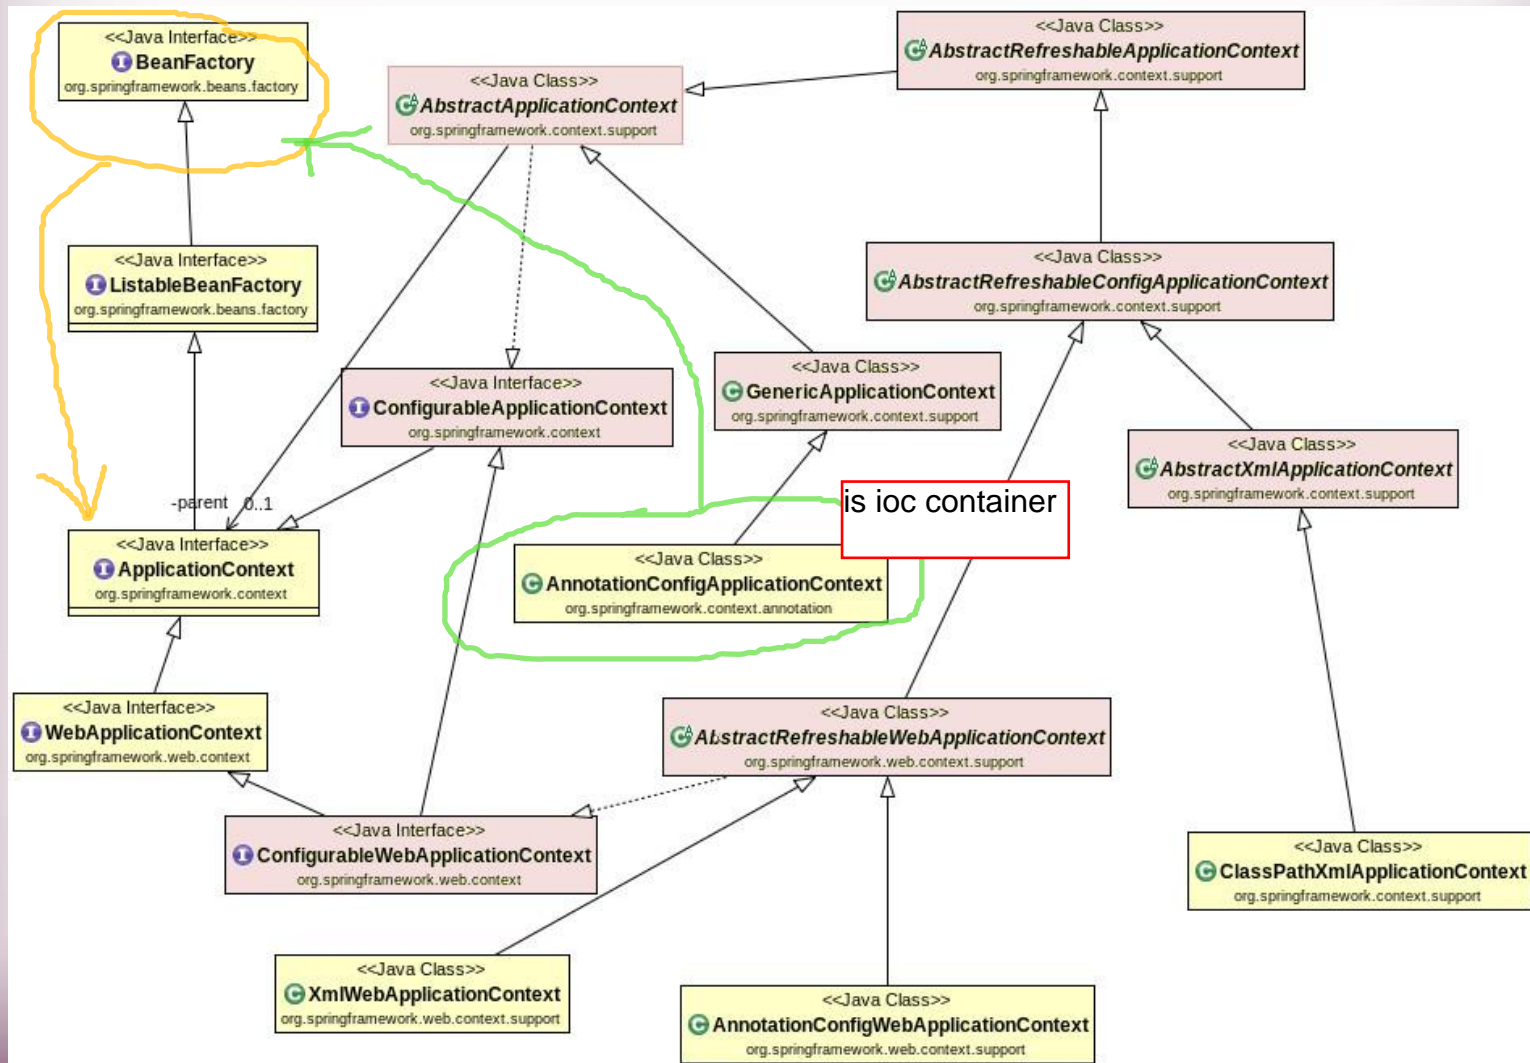 <<Java Interface>>
BeanFactory
org.springframework.beans.factory
<<Java Class>>
AbstractApplicationContext
org.springframework.context.support
<<Java Class>>
AbstractRefreshableApplicationContext
org.springframework.context.support
<<Java Interface>>
ListableBeanFactory
org.springframework.beans.factory
<<Java Class>>
AbstractRefreshableConfigApplicationContext
org.springframework.context.support
<<Java Interface>>
ConfigurableApplicationContext
org.springframework.context
<<Java Class>>
GenericApplicationContext
org.springframework.context.support
<<Java Class>>
AbstractXmlApplicationContext
org.springframework.context.support
-parent 0..1
is ioc container
<<Java Interface>>
ApplicationContext
org.springframework.context
<<Java Class>>
AnnotationConfigApplicationContext
org.springframework.context.annotation
<<Java Interface>>
WebApplicationContext
org.springframework.web.context
<<Java Class>>
AbstractRefreshableWebApplicationContext
org.springframework.web.context.support
<<Java Interface>>
ConfigurableWebApplicationContext
org.springframework.web.context
<<Java Class>>
ClassPathXmlApplicationContext
org.springframework.context.support
<<Java Class>>
XmlWebApplicationContext
org.springframework.web.context.support
<<Java Class>>
AnnotationConfigWebApplicationContext
org.springframework.web.context.support